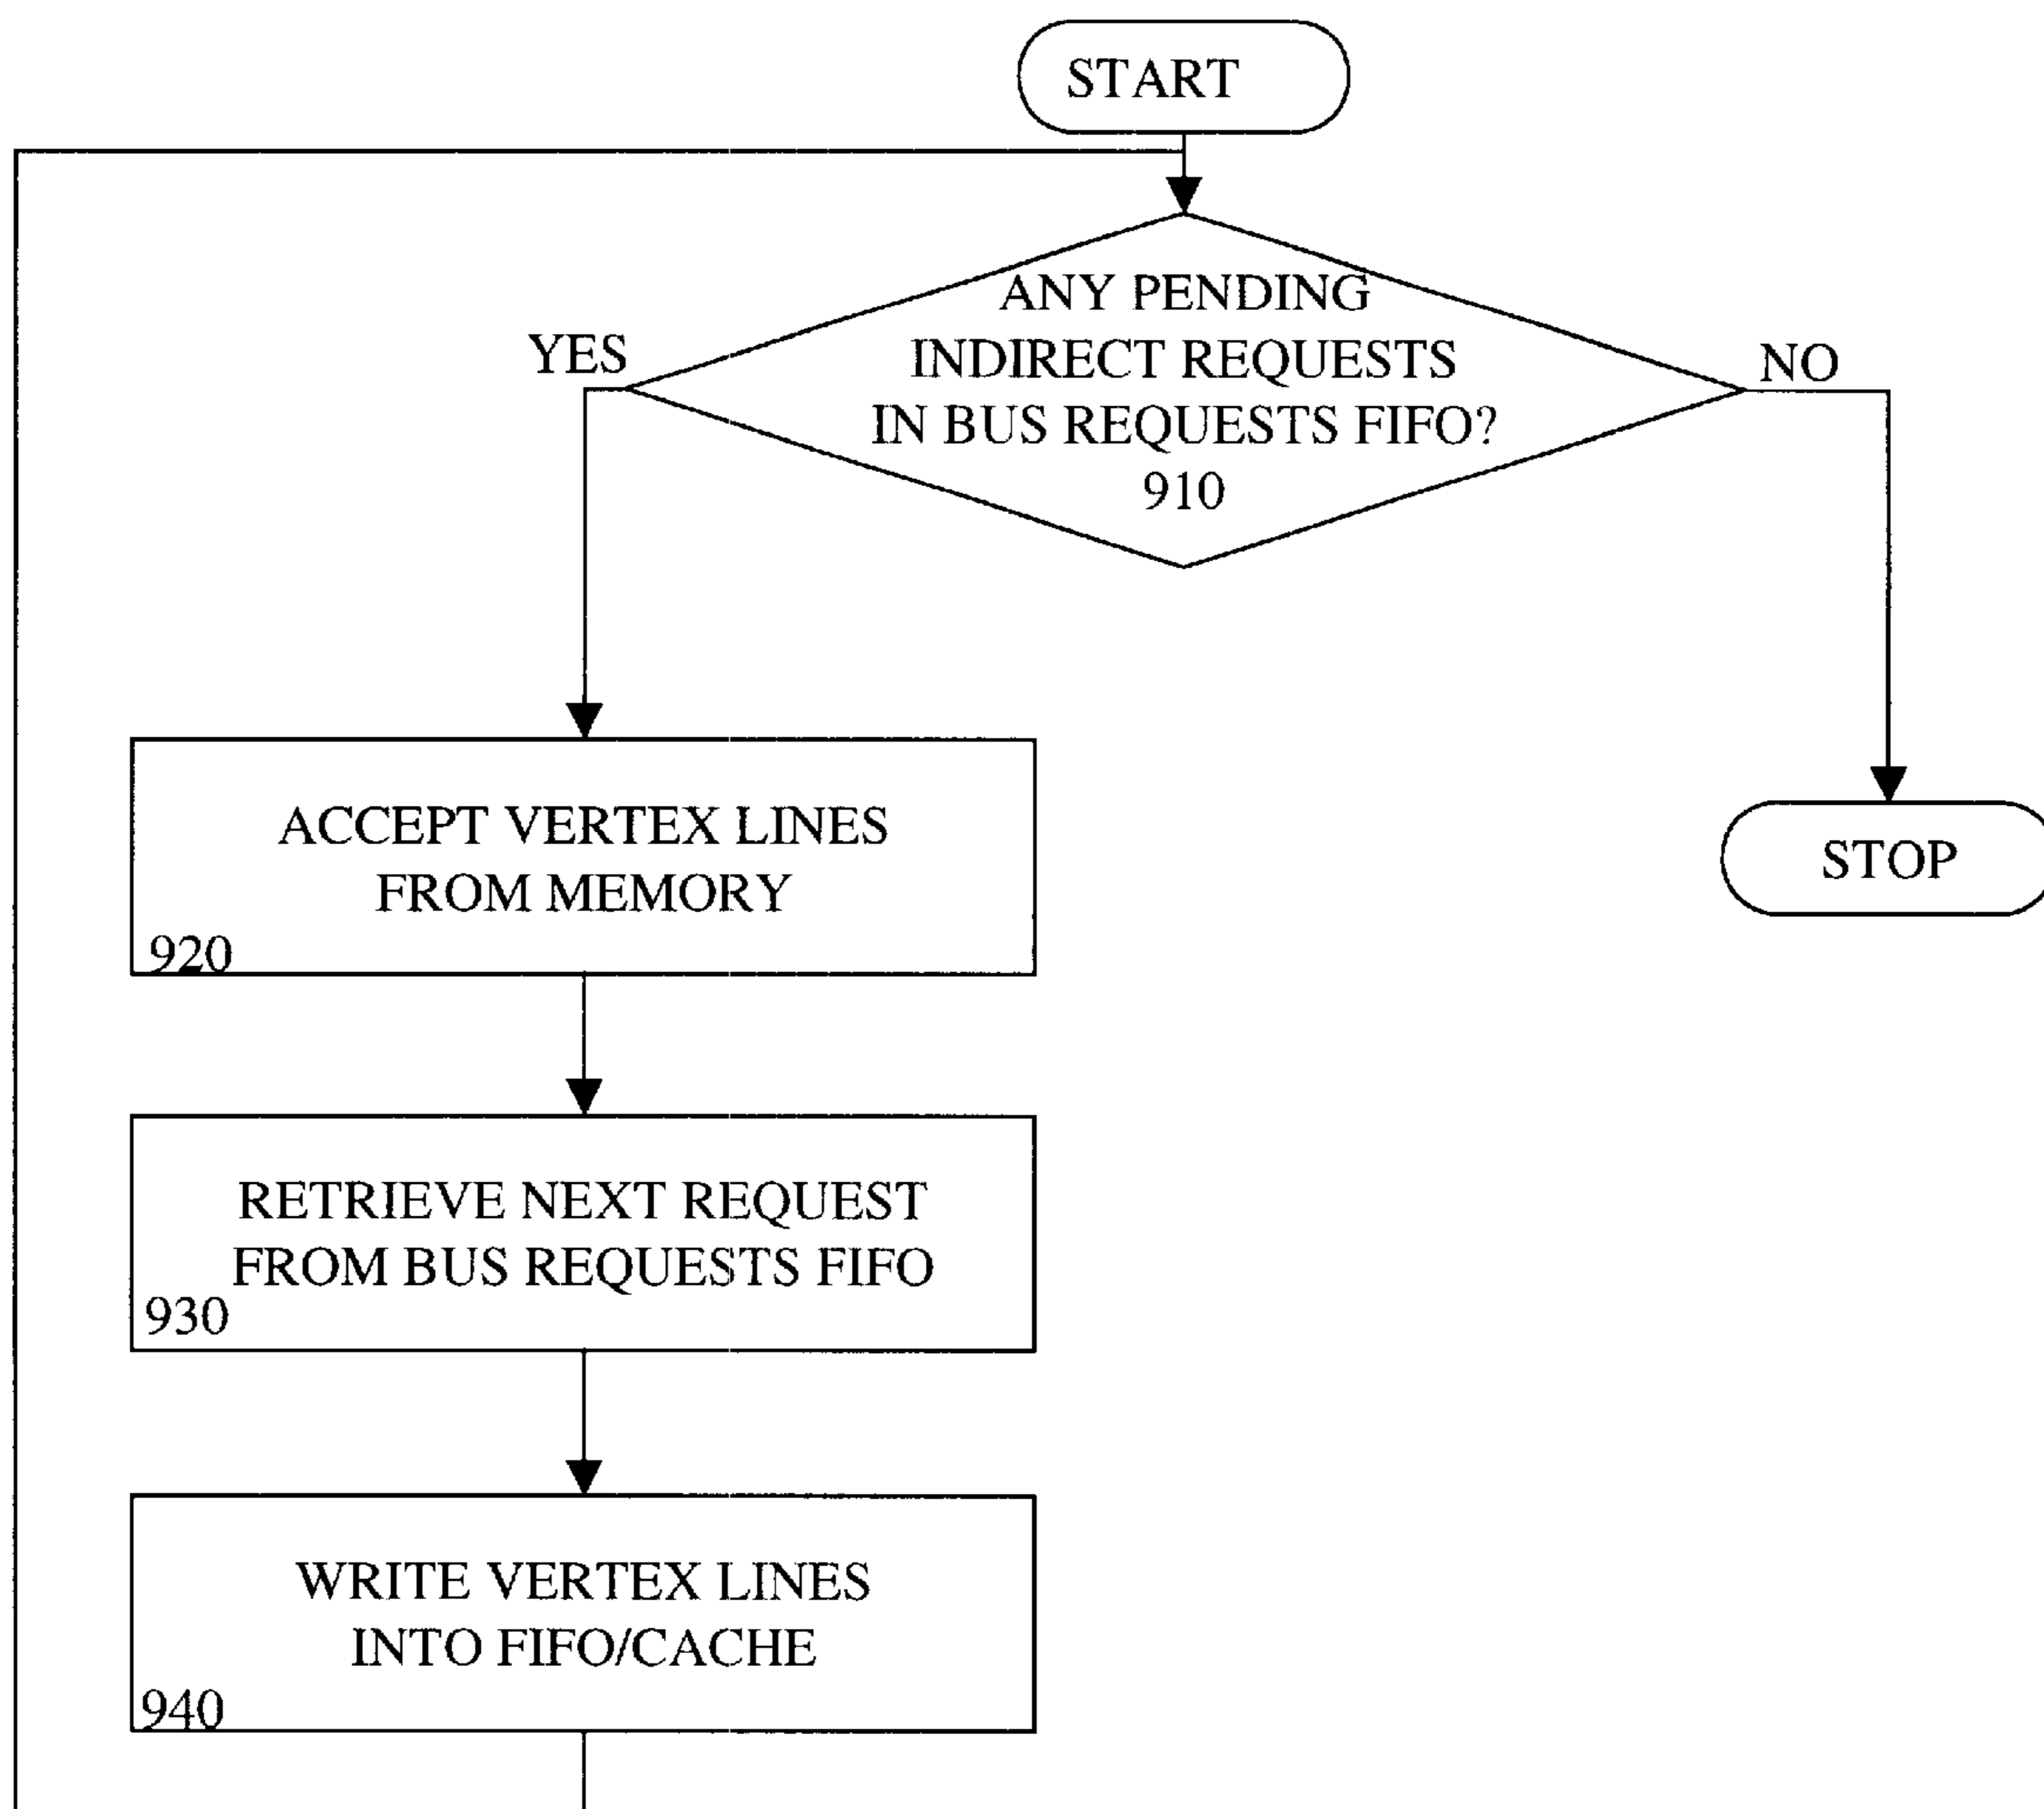 START
ANY PENDING
INDIRECT REQUESTS
IN BUS REQUESTS FIFO?
910
YES
NO
ACCEPT VERTEX LINES
FROM MEMORY
920
STOP
RETRIEVE NEXT REQUEST
FROM BUS REQUESTS FIFO
930
WRITE VERTEX LINES
INTO FIFO/CACHE
940